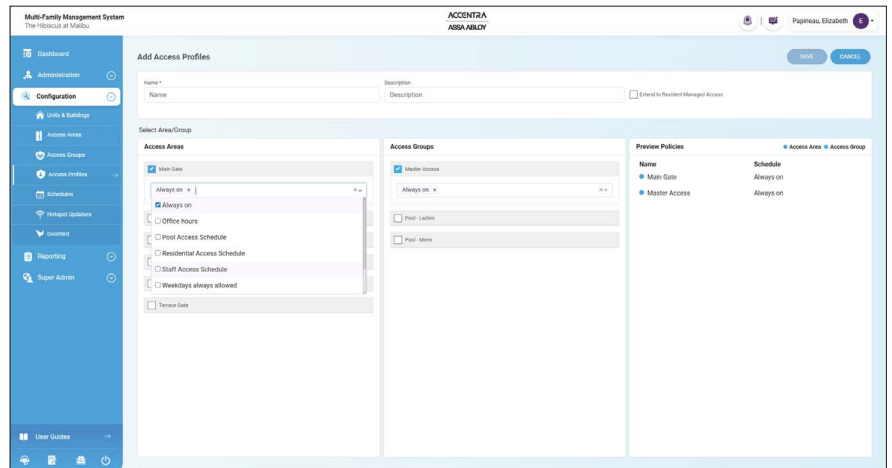 Multi-Family Management System
The Hibiscus at Malibu
ACCENTRA
ASSA ABLOY
Papineau, Elizabeth
E
Dashboard
Administration
Configuration
Units & Buildings
Access Areas
Access Groups
Access Profiles
Schedules
Hotspot Updaters
Doorbird
Reporting
Super Admin
User Guides
Add Access Profiles
SAVE
CANCEL
Name *
Name
Description
Description
Extend to Resident Managed Access
Select Area/Group
Access Areas
Main Gate
Always on ×
Always on
Office hours
Pool Access Schedule
Residential Access Schedule
Staff Access Schedule
Weekdays always allowed
Terrace Gate
Access Groups
Master Access
Always on ×
Pool - Ladies
Pool - Mens
Preview Policies
Access Area Access Group
Name Schedule
Main Gate Always on
Master Access Always on